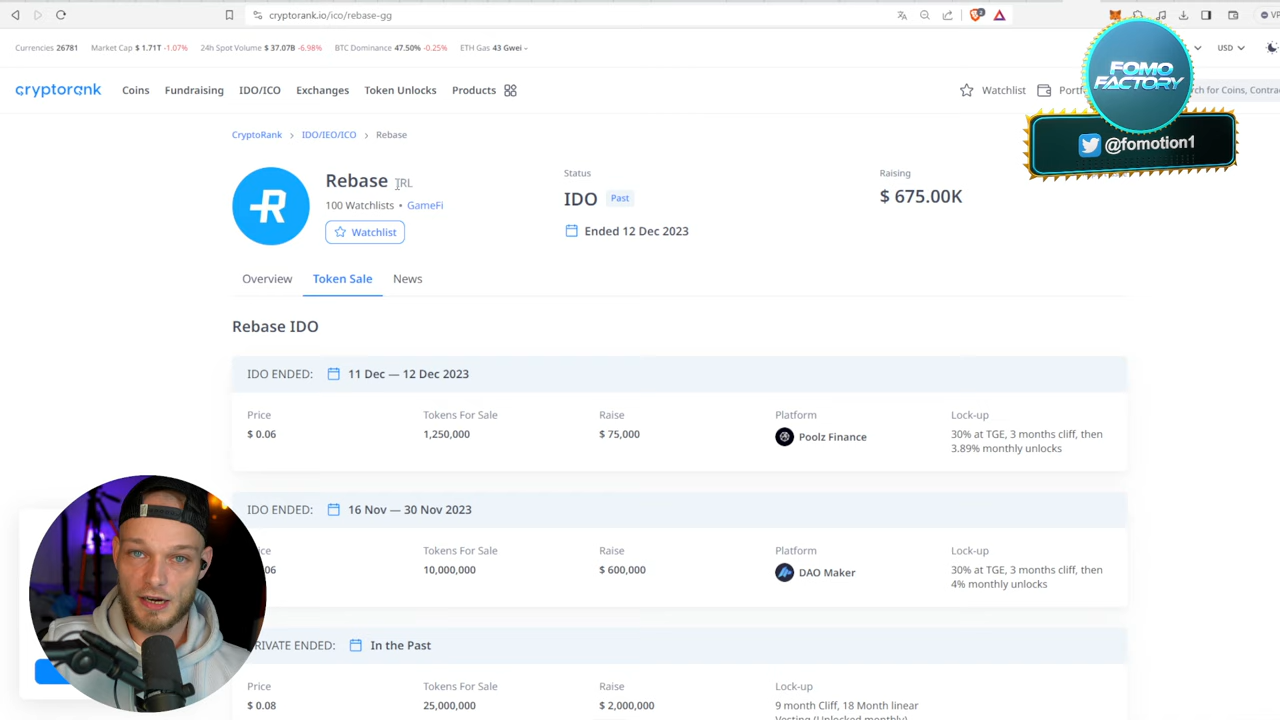 cryptorank.io/ico/rebase-gg
Currencies 26781 Market Cap $ 1.71T -1.07% 24h Spot Volume $ 37.07B -6.98% BTC Dominance 47.50% -0.25% ETH Gas 43 Gwei USD
cryptorank Coins Fundraising IDO/ICO Exchanges Token Unlocks Products Watchlist
FOMO
FACTORY
@fomotion1
CryptoRank > IDO/IEO/ICO > Rebase
Rebase IRL
100 Watchlists • GameFi
Watchlist
Status
IDO Past
Ended 12 Dec 2023
Raising
$ 675.00K
Overview Token Sale News
Rebase IDO
IDO ENDED: 11 Dec — 12 Dec 2023
Price Tokens For Sale Raise Platform Lock-up
$ 0.06 1,250,000 $ 75,000 Poolz Finance 30% at TGE, 3 months cliff, then
3.89% monthly unlocks
IDO ENDED: 16 Nov — 30 Nov 2023
Tokens For Sale Raise Platform Lock-up
10,000,000 $ 600,000 DAO Maker 30% at TGE, 3 months cliff, then
4% monthly unlocks
ENDED: In the Past
Price Tokens For Sale Raise Lock-up
$ 0.08 25,000,000 $ 2,000,000 9 month Cliff, 18 Month linear
Vesting (Unlocked monthly)